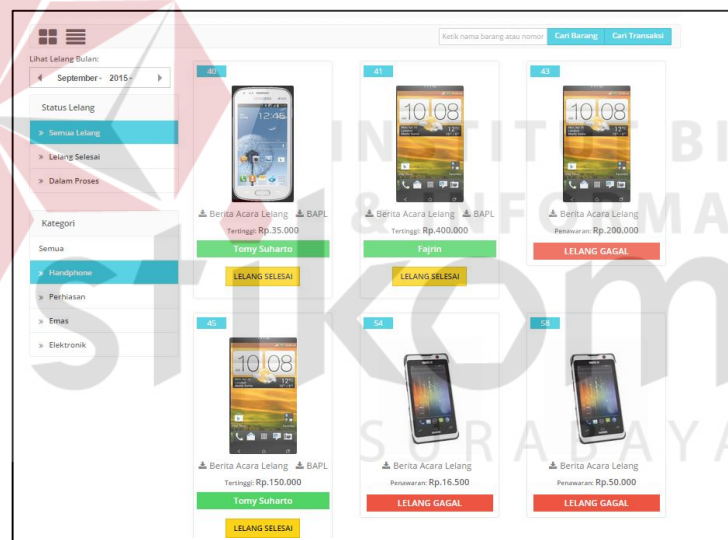 Ketik nama barang atau nomor Cari Barang Cari Transaksi
Lihat Lelang Bulan:
September - 2015 -
Status Lelang
» Semua Lelang
» Lelang Selesai
» Dalam Proses
Kategori
Semua
» Handphone
» Perhiasan
» Emas
» Elektronik
40
12:46
Berita Acara Lelang BAPL
Tertinggi: Rp.35.000
Tomy Suharto
LELANG SELESAI
41
10 08
Berita Acara Lelang BAPL
Tertinggi: Rp.400.000
Fajrin
LELANG SELESAI
43
10 08
Berita Acara Lelang
Penawaran: Rp.200.000
LELANG GAGAL
45
10 08
Berita Acara Lelang BAPL
Tertinggi: Rp.150.000
Tomy Suharto
LELANG SELESAI
54
Berita Acara Lelang
Penawaran: Rp.16.500
LELANG GAGAL
58
Berita Acara Lelang
Penawaran: Rp.50.000
LELANG GAGAL
INSTITUT BI
& INFORMA
stikom
SURABAYA